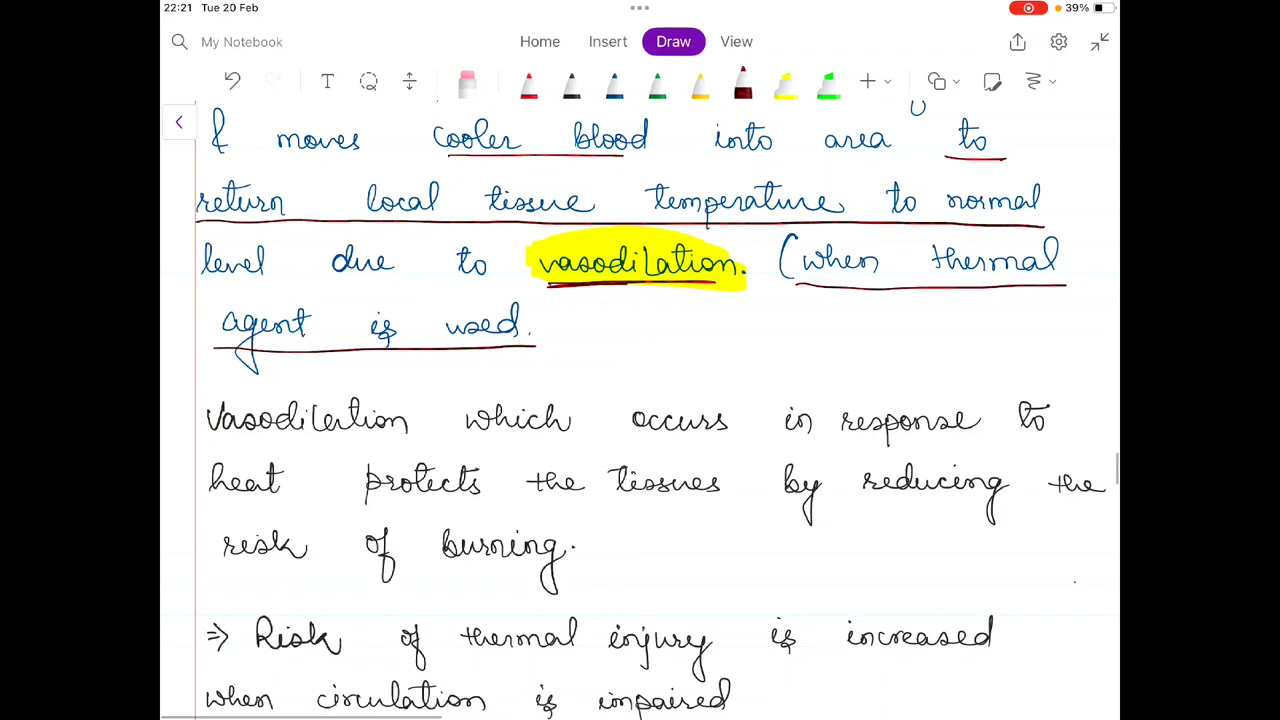 22:21 Tue 20 Feb
39%
My Notebook
Home Insert Draw View
& moves cooler blood into area to
return local tissue temperature to normal
level due to vasodilation. (when thermal
agent is used.
Vasodilation which occurs in response to
heat protects the tissues by reducing the
risk of burning.
⇒ Risk of thermal injury is increased
when circulation is impaired